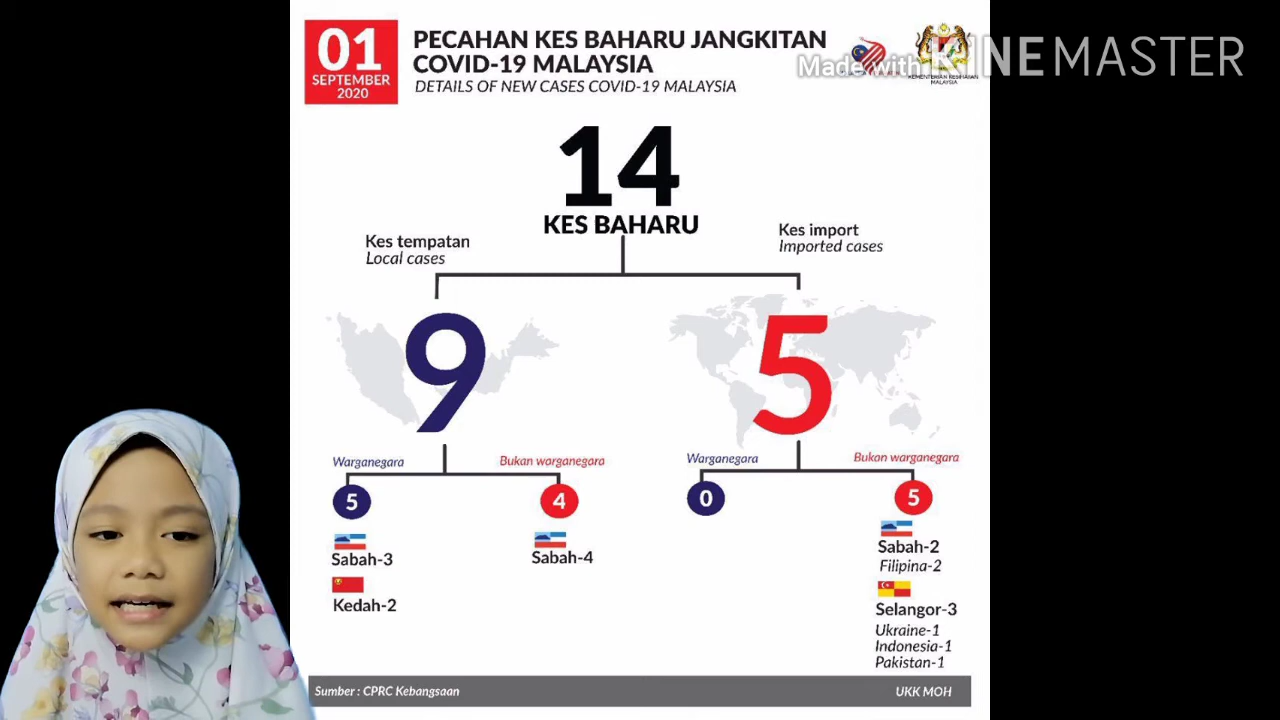 01
SEPTEMBER
2020
PECAHAN KES BAHARU JANGKITAN
COVID-19 MALAYSIA
DETAILS OF NEW CASES COVID-19 MALAYSIA
Made with KINEMASTER
KEMENTERIAN KESIHATAN
MALAYSIA
14
KES BAHARU
Kes tempatan
Local cases
Kes import
Imported cases
9
5
Warganegara
Bukan warganegara
Warganegara
Bukan warganegara
5
4
0
5
Sabah-3
Kedah-2
Sabah-4
Sabah-2
Filipina-2
Selangor-3
Ukraine-1
Indonesia-1
Pakistan-1
Sumber : CPRC Kebangsaan
UKK MOH